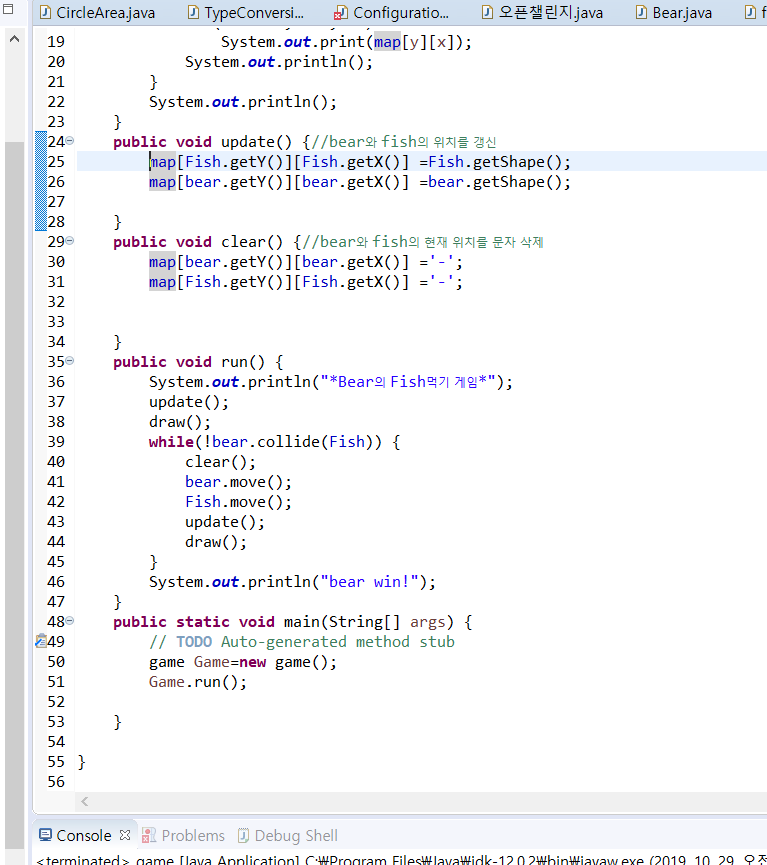 CircleArea.java TypeConversi... Configuratio... 오픈챌린지.java Bear.java f
19 System.out.print(map[y][x]);
20 System.out.println();
21 }
22 System.out.println();
23 }
24 public void update() {//bear와 fish의 위치를 갱신
25 map[Fish.getY()][Fish.getX()] =Fish.getShape();
26 map[bear.getY()][bear.getX()] =bear.getShape();
27
28 }
29 public void clear() {//bear와 fish의 현재 위치를 문자 삭제
30 map[bear.getY()][bear.getX()] ='-';
31 map[Fish.getY()][Fish.getX()] ='-';
32
33
34 }
35 public void run() {
36 System.out.println("*Bear의 Fish먹기 게임*");
37 update();
38 draw();
39 while(!bear.collide(Fish)) {
40 clear();
41 bear.move();
42 Fish.move();
43 update();
44 draw();
45 }
46 System.out.println("bear win!");
47 }
48 public static void main(String[] args) {
49 // TODO Auto-generated method stub
50 game Game=new game();
51 Game.run();
52
53 }
54
55 }
56
Console Problems Debug Shell
<terminated> game [Java Application] C:₩Program Files₩Java₩jdk-12.0.2₩bin₩javaw.exe (2019. 10. 29. 오전